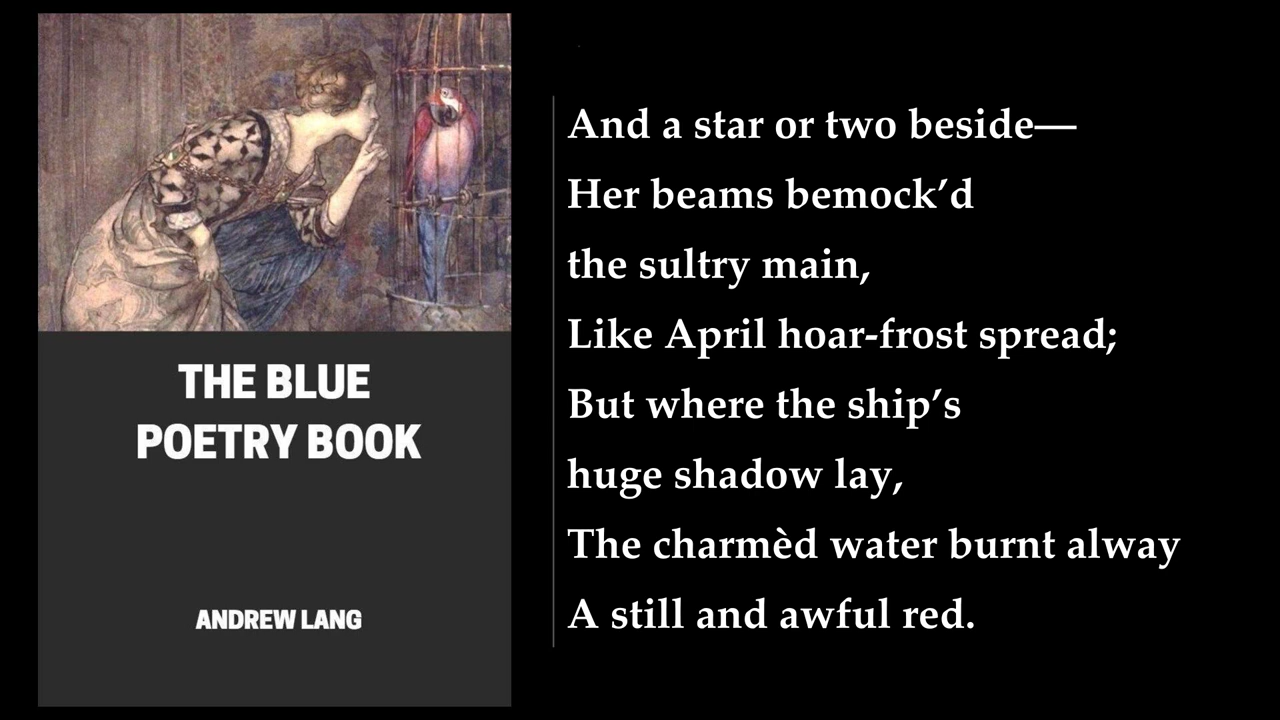 THE BLUE
POETRY BOOK
ANDREW LANG
And a star or two beside—
Her beams bemock’d
the sultry main,
Like April hoar-frost spread;
But where the ship’s
huge shadow lay,
The charmèd water burnt alway
A still and awful red.